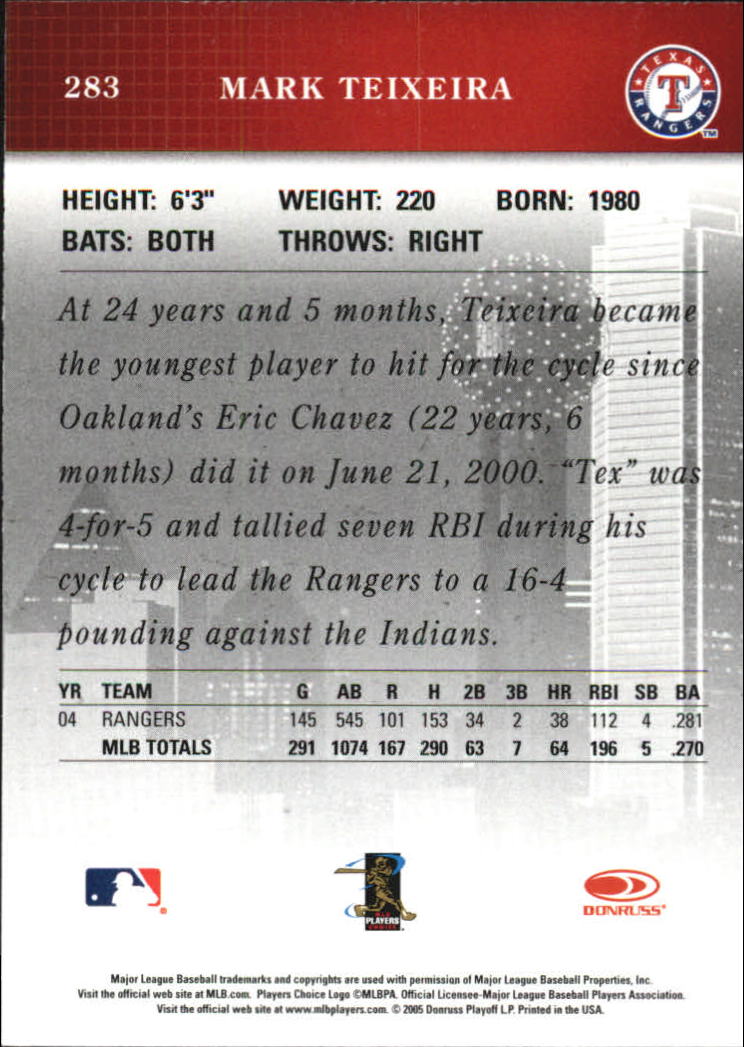 283 MARK TEIXEIRA
TEXAS
T
RANGERS
TM
HEIGHT: 6'3" WEIGHT: 220 BORN: 1980
BATS: BOTH THROWS: RIGHT
At 24 years and 5 months, Teixeira became
the youngest player to hit for the cycle since
Oakland's Eric Chavez (22 years, 6
months) did it on June 21, 2000. "Tex" was
4-for-5 and tallied seven RBI during his
cycle to lead the Rangers to a 16-4
pounding against the Indians.
YR TEAM G AB R H 2B 3B HR RBI SB BA
04 RANGERS 145 545 101 153 34 2 38 112 4 .281
MLB TOTALS 291 1074 167 290 63 7 64 196 5 .270
PLAYERS
CHOICE
DONRUSS®
Major League Baseball trademarks and copyrights are used with permission of Major League Baseball Properties, Inc.
Visit the official web site at MLB.com. Players Choice Logo ©MLBPA. Official Licensee-Major League Baseball Players Association.
Visit the official web site at www.mlbplayers.com. © 2005 Donruss Playoff L.P. Printed in the USA.